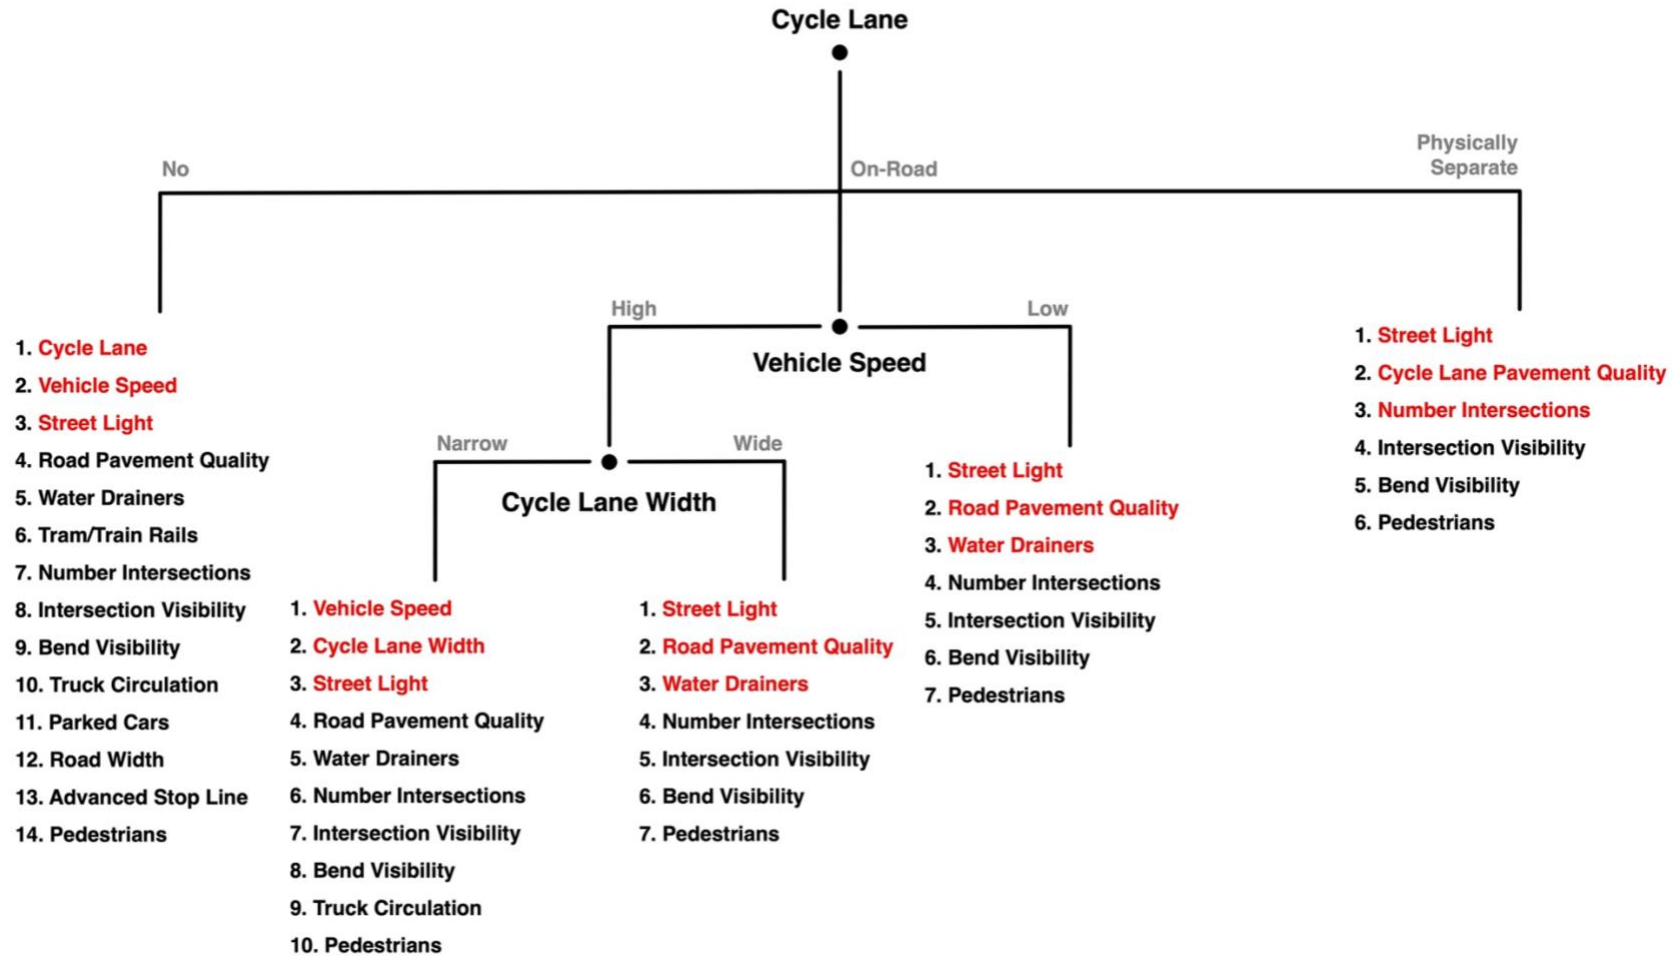 Cycle Lane
No
On-Road
Physically
Separate
High
Low
Vehicle Speed
Narrow
Wide
Cycle Lane Width
1. Cycle Lane
2. Vehicle Speed
3. Street Light
4. Road Pavement Quality
5. Water Drainers
6. Tram/Train Rails
7. Number Intersections
8. Intersection Visibility
9. Bend Visibility
10. Truck Circulation
11. Parked Cars
12. Road Width
13. Advanced Stop Line
14. Pedestrians
1. Vehicle Speed
2. Cycle Lane Width
3. Street Light
4. Road Pavement Quality
5. Water Drainers
6. Number Intersections
7. Intersection Visibility
8. Bend Visibility
9. Truck Circulation
10. Pedestrians
1. Street Light
2. Road Pavement Quality
3. Water Drainers
4. Number Intersections
5. Intersection Visibility
6. Bend Visibility
7. Pedestrians
1. Street Light
2. Road Pavement Quality
3. Water Drainers
4. Number Intersections
5. Intersection Visibility
6. Bend Visibility
7. Pedestrians
1. Street Light
2. Cycle Lane Pavement Quality
3. Number Intersections
4. Intersection Visibility
5. Bend Visibility
6. Pedestrians